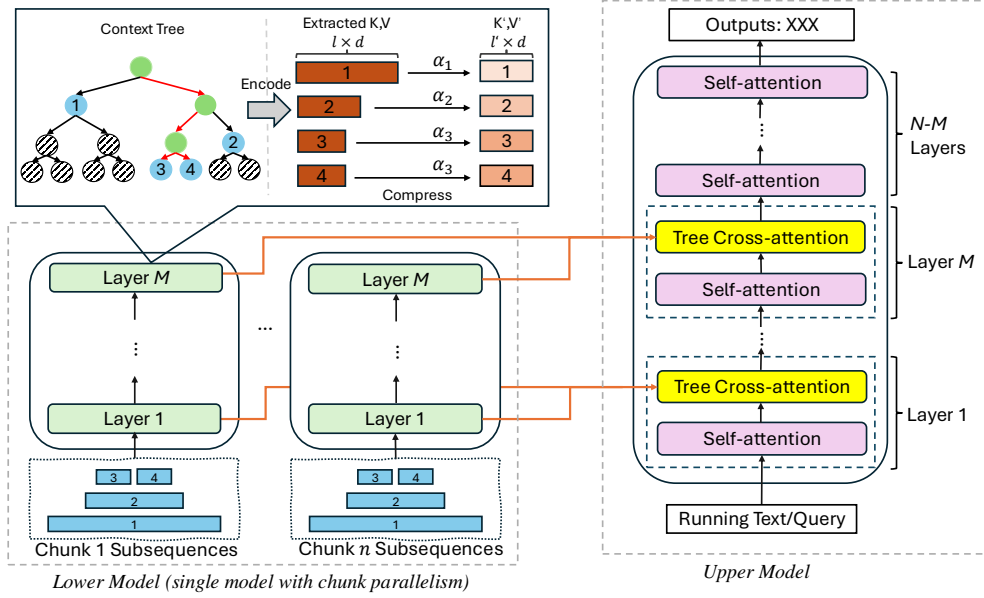 Context Tree
1
2
3
4
Encode
Extracted K,V
l × d
K‘, V’
l‘ × d
1
α1
1
2
α2
2
3
α3
3
4
α3
4
Compress
Layer M
Layer M
...
⋮
⋮
Layer 1
Layer 1
3
4
2
1
3
4
2
1
Chunk 1 Subsequences
Chunk n Subsequences
Lower Model (single model with chunk parallelism)
Outputs: XXX
Self-attention
⋮
Self-attention
N-M
Layers
Tree Cross-attention
Self-attention
Layer M
⋮
Tree Cross-attention
Self-attention
Layer 1
Running Text/Query
Upper Model